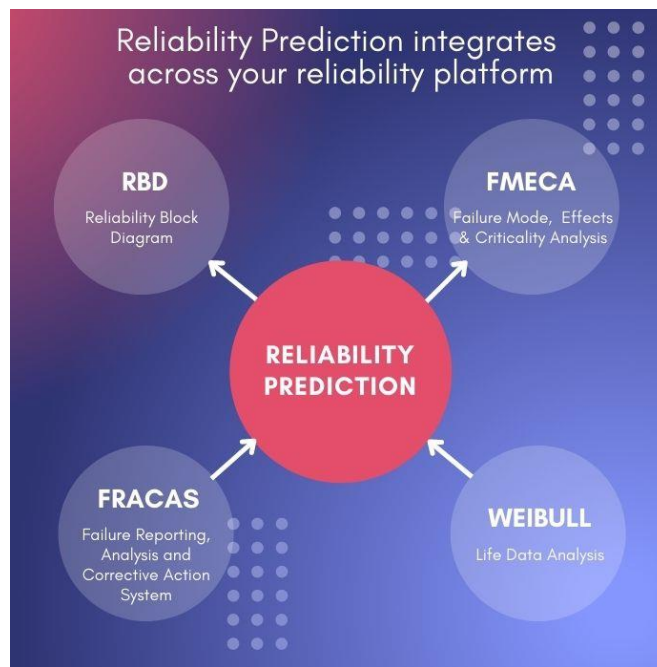 Reliability Prediction integrates
across your reliability platform
RBD
Reliability Block
Diagram
FMECA
Failure Mode, Effects
& Criticality Analysis
RELIABILITY
PREDICTION
FRACAS
Failure Reporting,
Analysis and
Corrective Action
System
WEIBULL
Life Data Analysis